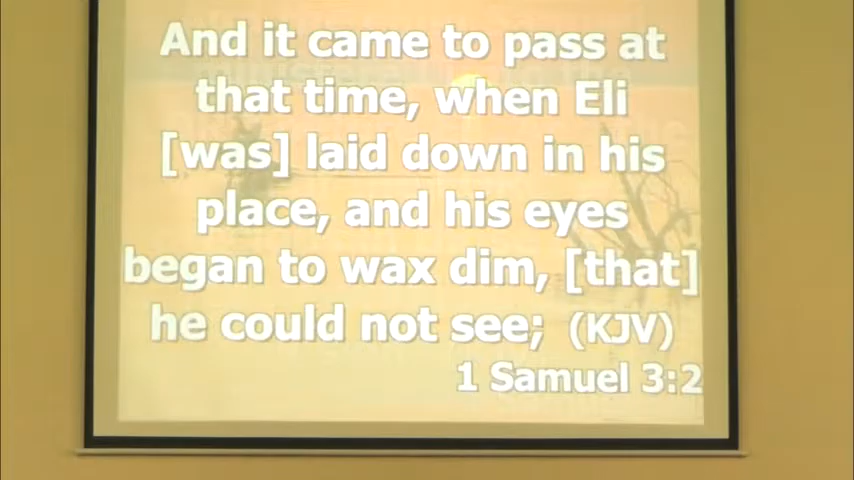 And it came to pass at
that time, when Eli
[was] laid down in his
place, and his eyes
began to wax dim, [that]
he could not see; (KJV)
1 Samuel 3:2